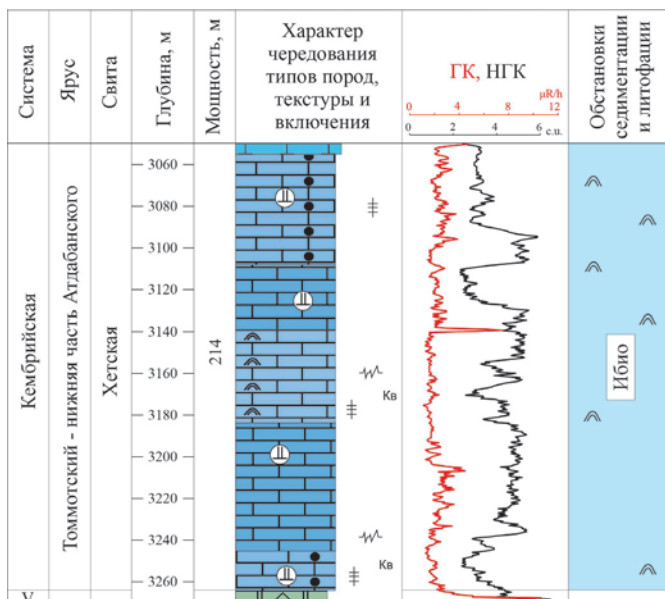 Система
Ярус
Свита
Глубина, м
Мощность, м
Характер
чередования
типов пород,
текстуры и
включения
ГК, НГК
μR/h
0 4 8 12
0 2 4 6 с.u.
Обстановки
седиментации
и литофации
Кембрийская
Томмотский - нижняя часть Атдабанского
Хетская
3060
3080
3100
3120
3140
3160
3180
3200
3220
3240
3260
214
Кв
Кв
Ибио
V